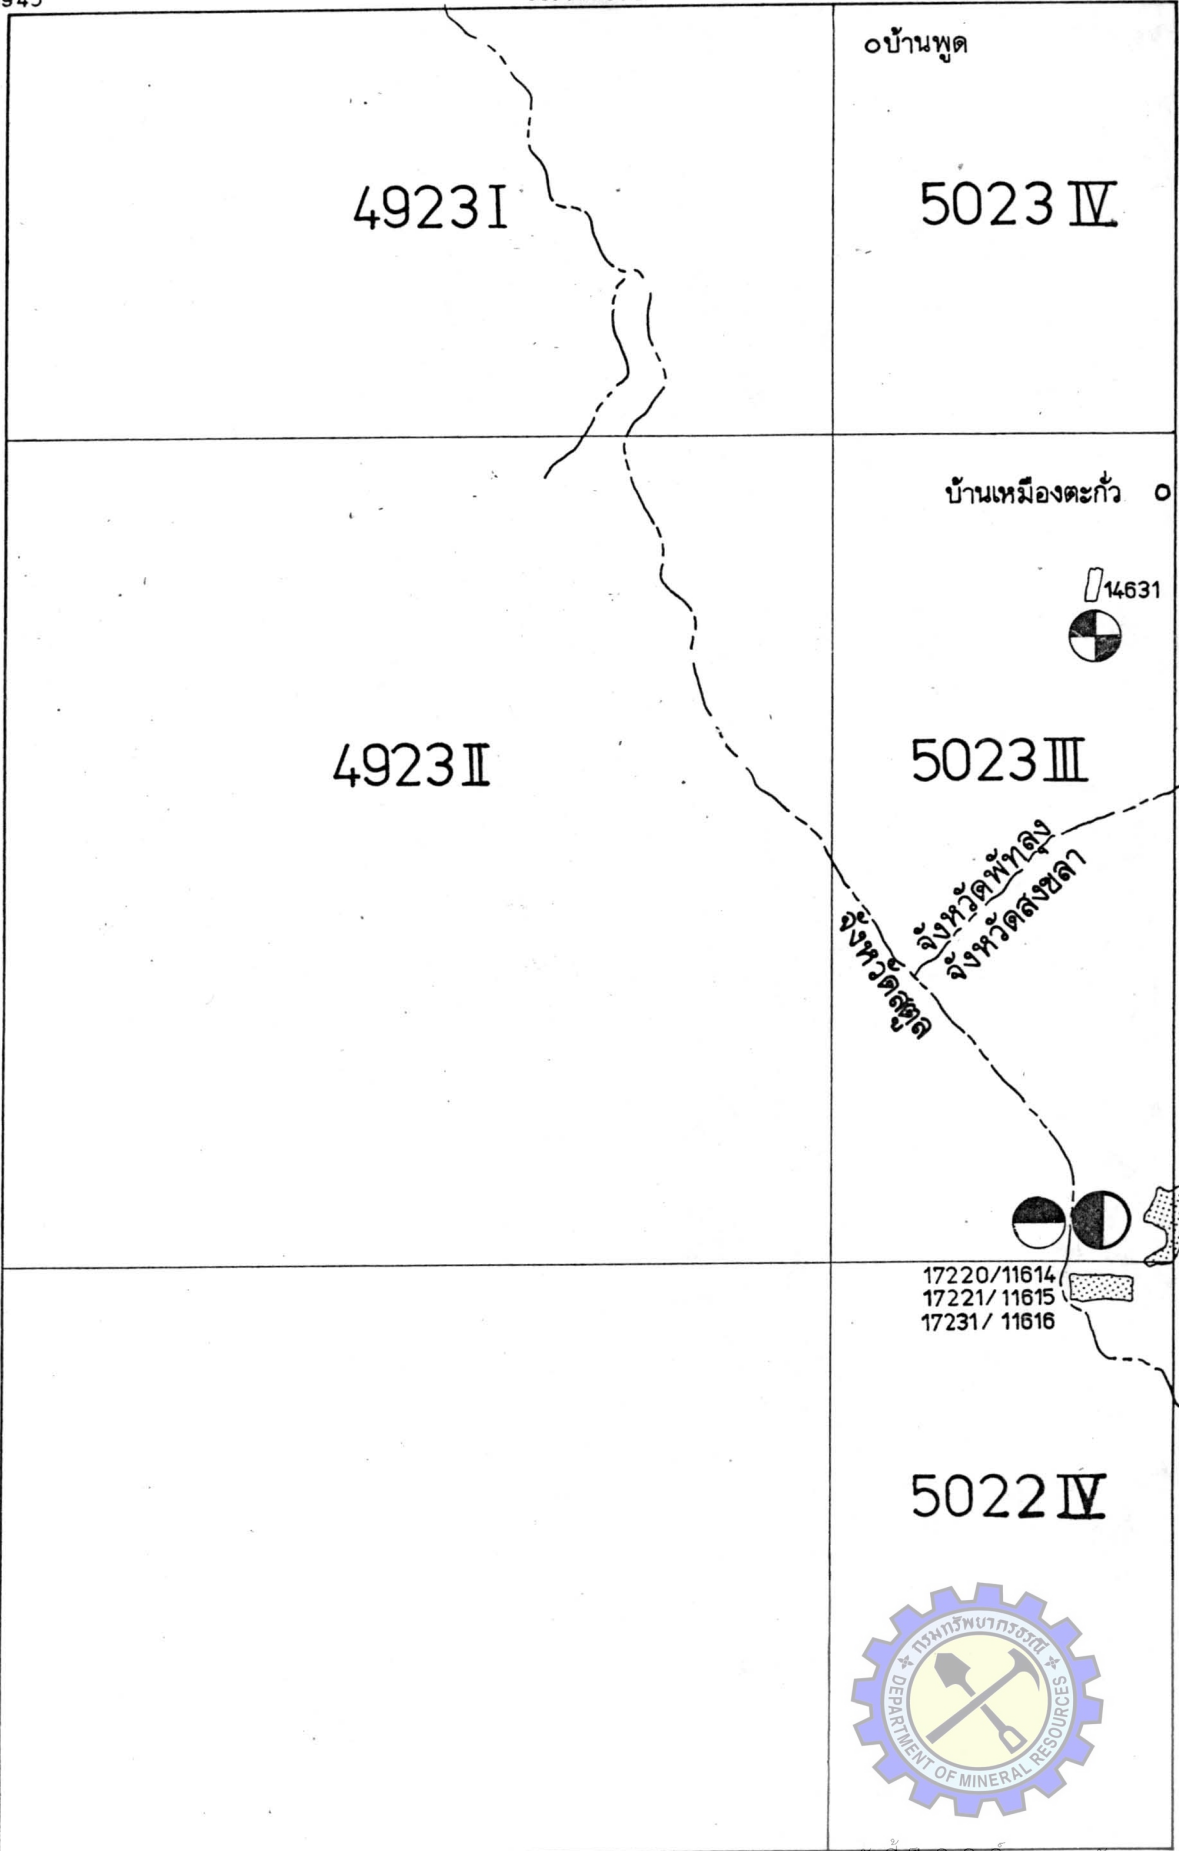 945
บ้านพูด
4923 I
5023 IV
บ้านเหมืองตะกั่ว
14631
4923 II
5023 III
จังหวัดพัทลุง
จังหวัดสงขลา
จังหวัดสตูล
17220/11614
17221/11615
17231/11616
5022 IV
กรมทรัพยากรธรณี
DEPARTMENT OF MINERAL RESOURCES